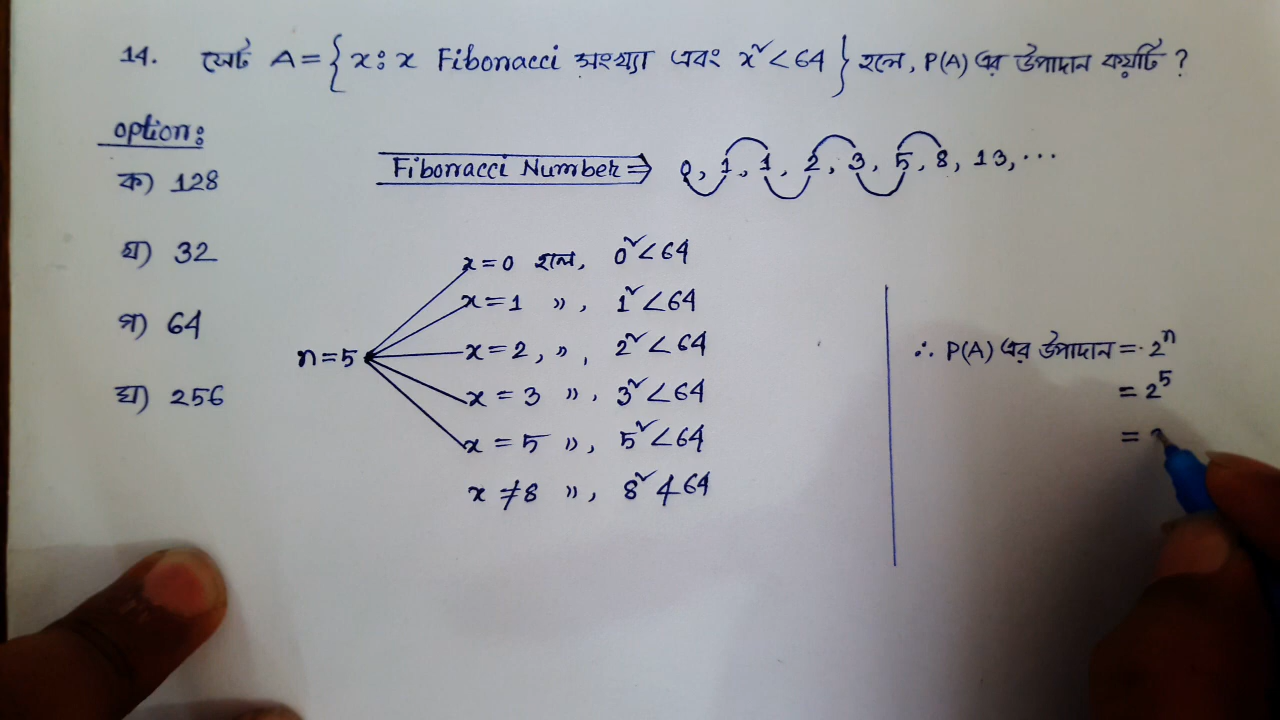 14. সেট A = {x : x Fibonacci সংখ্যা এবং x² < 64} হলে, P(A) এর উপাদান কয়টি ?
option :
Fibonacci Number ⇒ 0, 1, 1, 2, 3, 5, 8, 13, ...
ক) 128
খ) 32
গ) 64
ঘ) 256
n = 5
x = 0 হলে, 0² < 64
x = 1 ", 1² < 64
x = 2, ", 2² < 64
x = 3 ", 3² < 64
x = 5 ", 5² < 64
x ≠ 8 ", 8² ≮ 64
∴ P(A) এর উপাদান = 2ⁿ
= 2⁵
=